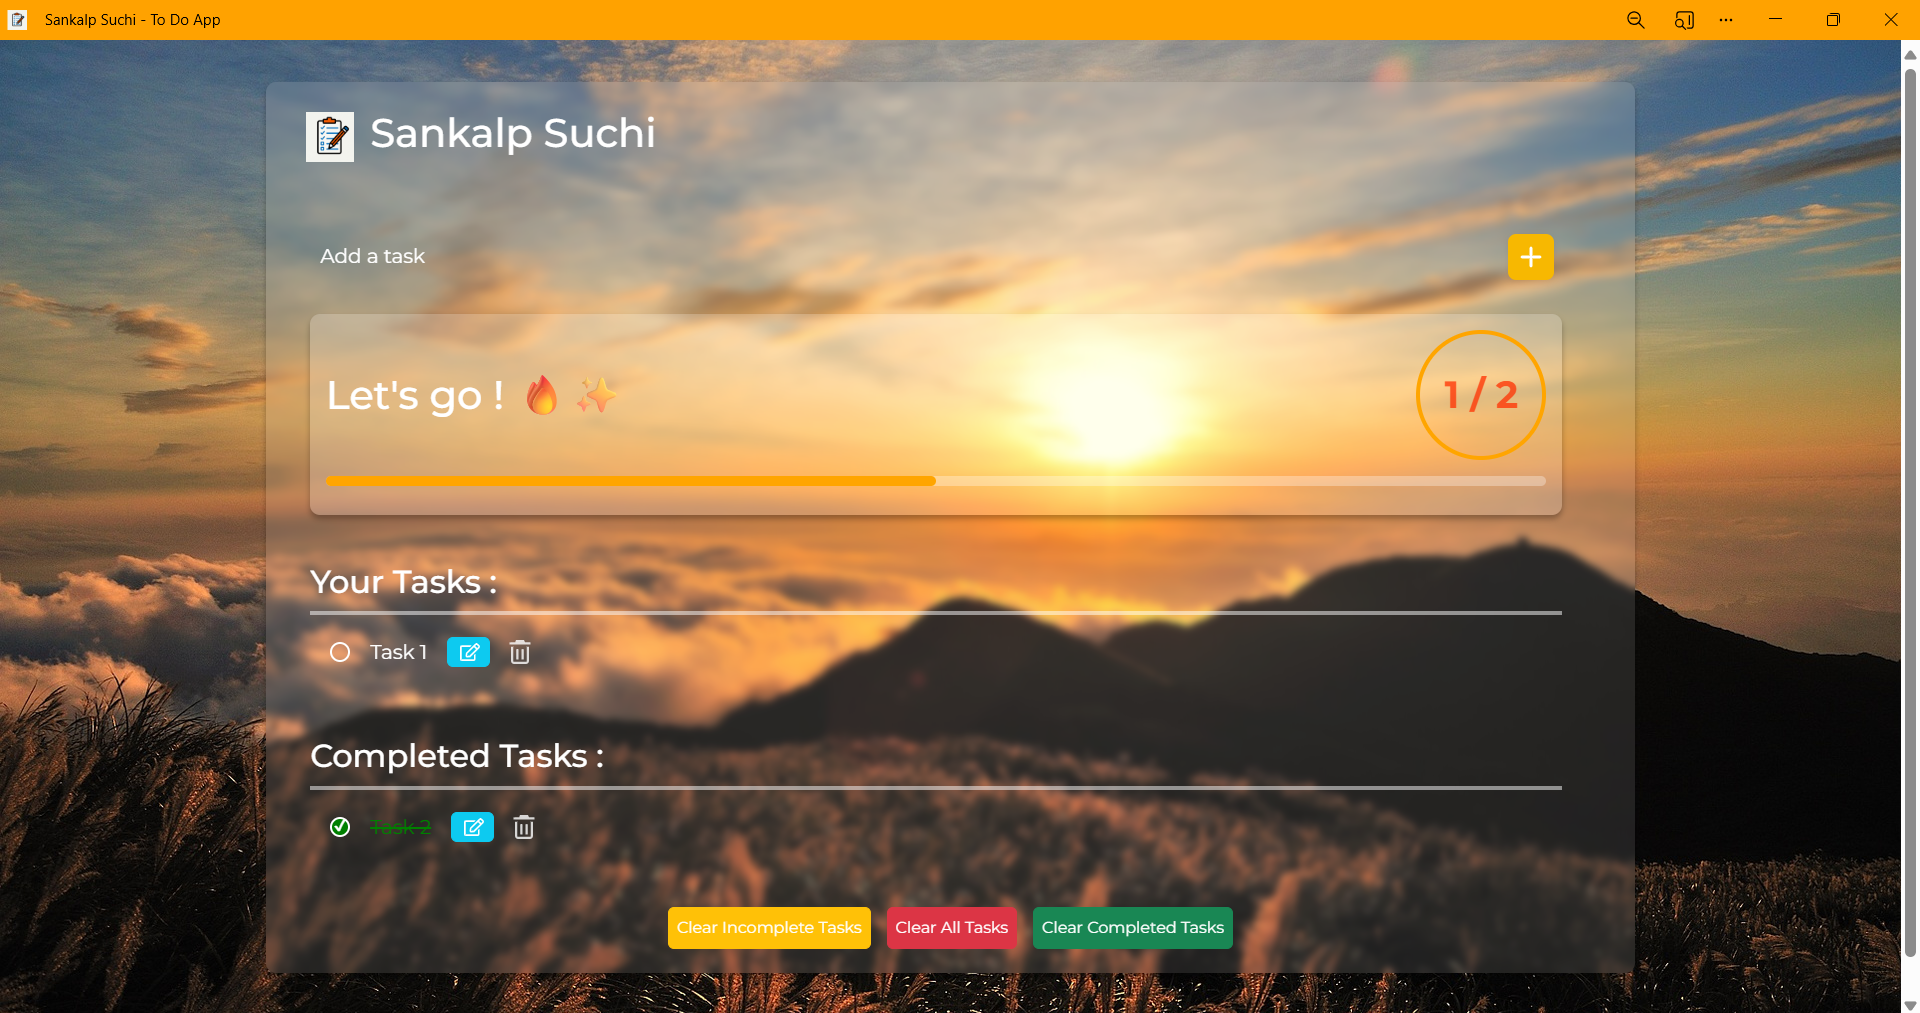 Sankalp Suchi - To Do App
Sankalp Suchi
Add a task
Let's go ! 🔥 ✨
1 / 2
Your Tasks :
Task 1
Completed Tasks :
Task 2
Clear Incomplete Tasks
Clear All Tasks
Clear Completed Tasks